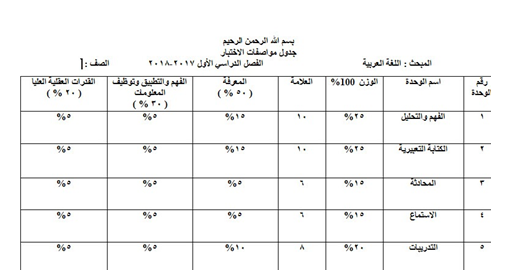 بسم الله الرحمن الرحيم
جدول مواصفات الاختبار
المبحث : اللغة العربية الفصل الدراسي الأول ٢٠١٧-٢٠١٨ الصف : أ
رقم الوحدة اسم الوحدة الوزن 100% العلامة المعرفة ( ٥٠ % ) الفهم والتطبيق وتوظيف المعلومات ( ٣٠ % ) القدرات العقلية العليا ( ٢٠ % )
١ الفهم والتحليل ٢٥% ١٠ ١٥% ٥% ٥%
٢ الكتابة التعبيرية ٢٥% ١٠ ١٥% ٥% ٥%
٣ المحادثة ١٥% ٦ ٥% ٥% ٥%
٤ الاستماع ١٥% ٦ ٥% ٥% ٥%
٥ التدريبات ٢٠% ٨ ١٠% ٥% ٥%